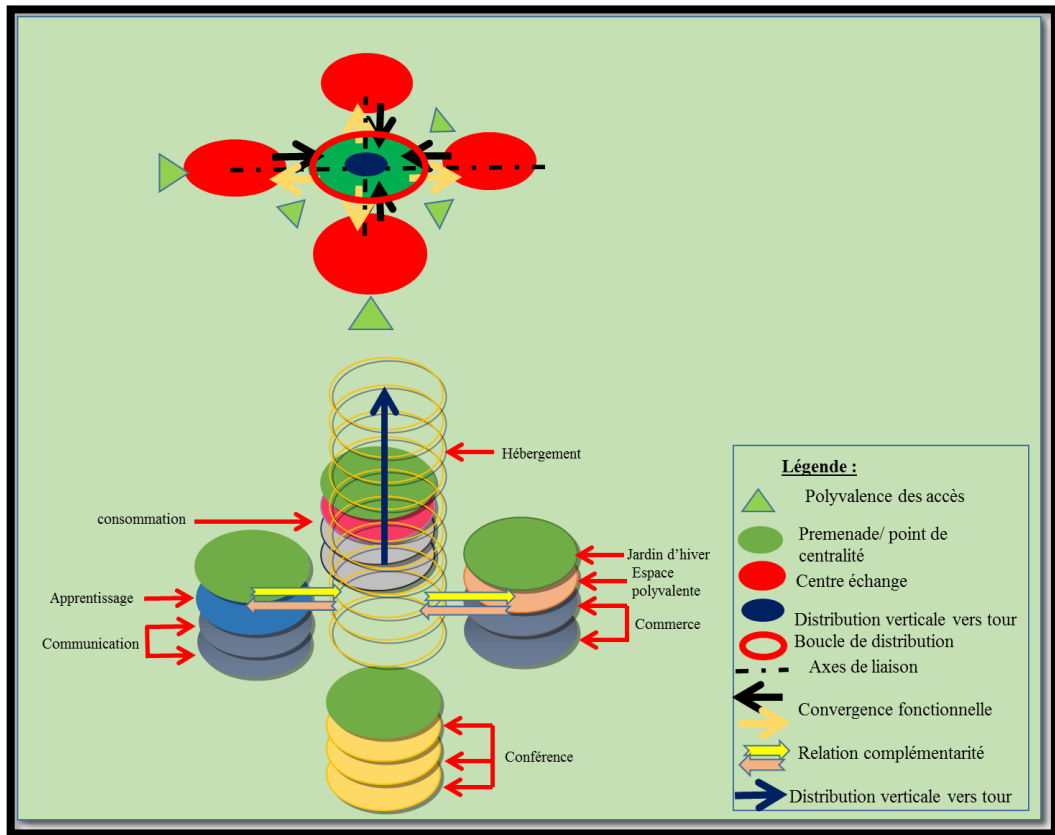 Hébergement
consommation
Jardin d'hiver
Espace
polyvalente
Apprentissage
Commerce
Communication
Conférence
Légende :
Polyvalence des accès
Premenade/ point de
centralité
Centre échange
Distribution verticale vers tour
Boucle de distribution
Axes de liaison
Convergence fonctionnelle
Relation complémentarité
Distribution verticale vers tour